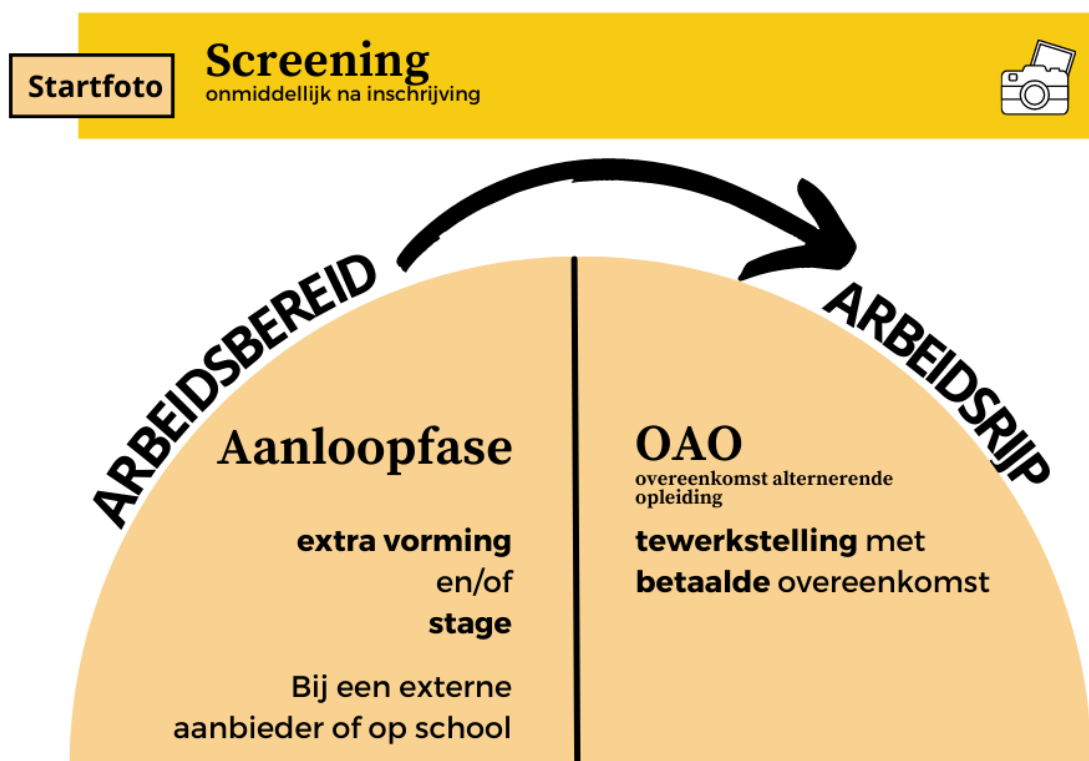 Startfoto
Screening
onmiddellijk na inschrijving
ARBEIDSBEREID
ARBEIDSRIJP
Aanloopfase
extra vorming
en/of
stage
Bij een externe
aanbieder of op school
OAO
overeenkomst alternerende
opleiding
tewerkstelling met
betaalde overeenkomst